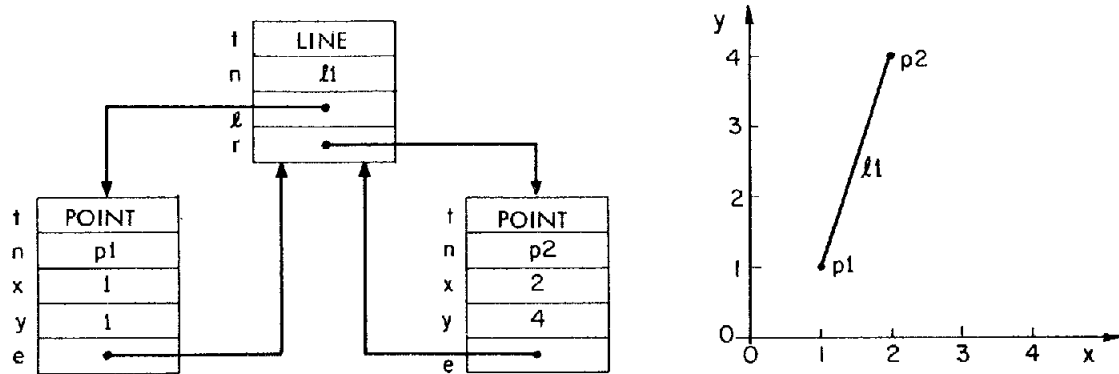 t LINE
n ℓ1
ℓ
r
t POINT
n p1
x 1
y 1
e
t POINT
n p2
x 2
y 4
e
y
4 p2
3
ℓ1
2
1 p1
0
0 1 2 3 4 x